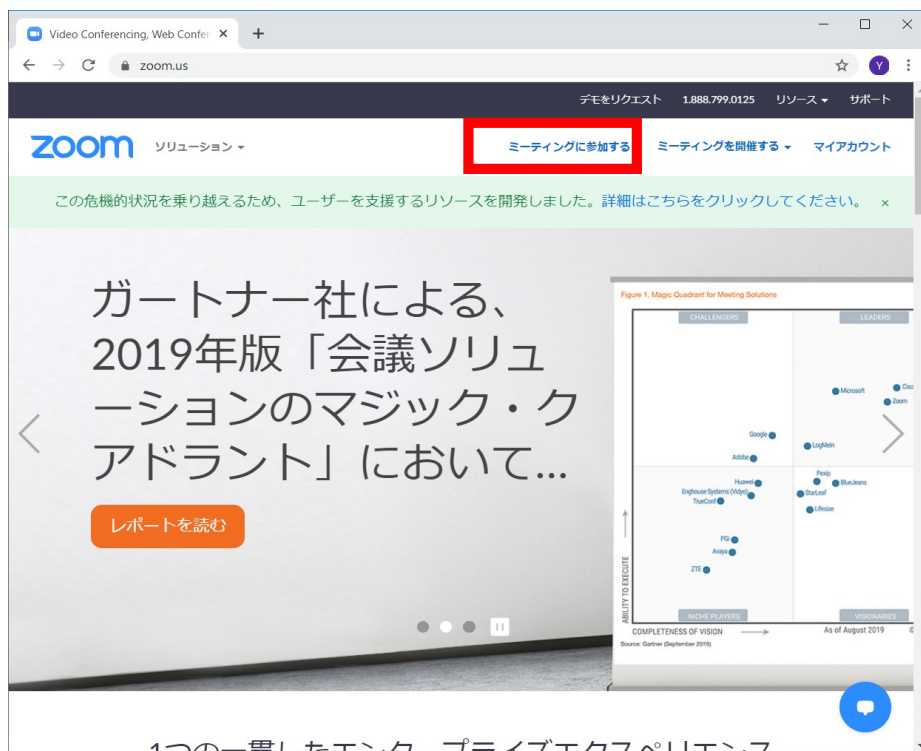 Video Conferencing, Web Confer
zoom.us
Y
デモをリクエスト 1.888.799.0125 リソース サポート
zoom ソリューション ミーティングに参加する ミーティングを開催する マイアカウント
この危機的状況を乗り越えるため、ユーザーを支援するリソースを開発しました。詳細はこちらをクリックしてください。 ×
ガートナー社による、
2019年版「会議ソリュ
ーションのマジック・ク
アドラント」において...
レポートを読む
Figure 1. Magic Quadrant for Meeting Solutions
CHALLENGERS LEADERS
Microsoft Cisco
Zoom
Google
LogMeIn
Adobe
Pexip
Huawei BlueJeans
Enghouse Systems (Vidyo) StarLeaf
TrueConf
Lifesize
PGi
Avaya
ZTE
ABILITY TO EXECUTE
NICHE PLAYERS VISIONARIES
COMPLETENESS OF VISION As of August 2019
Source: Gartner (September 2019)